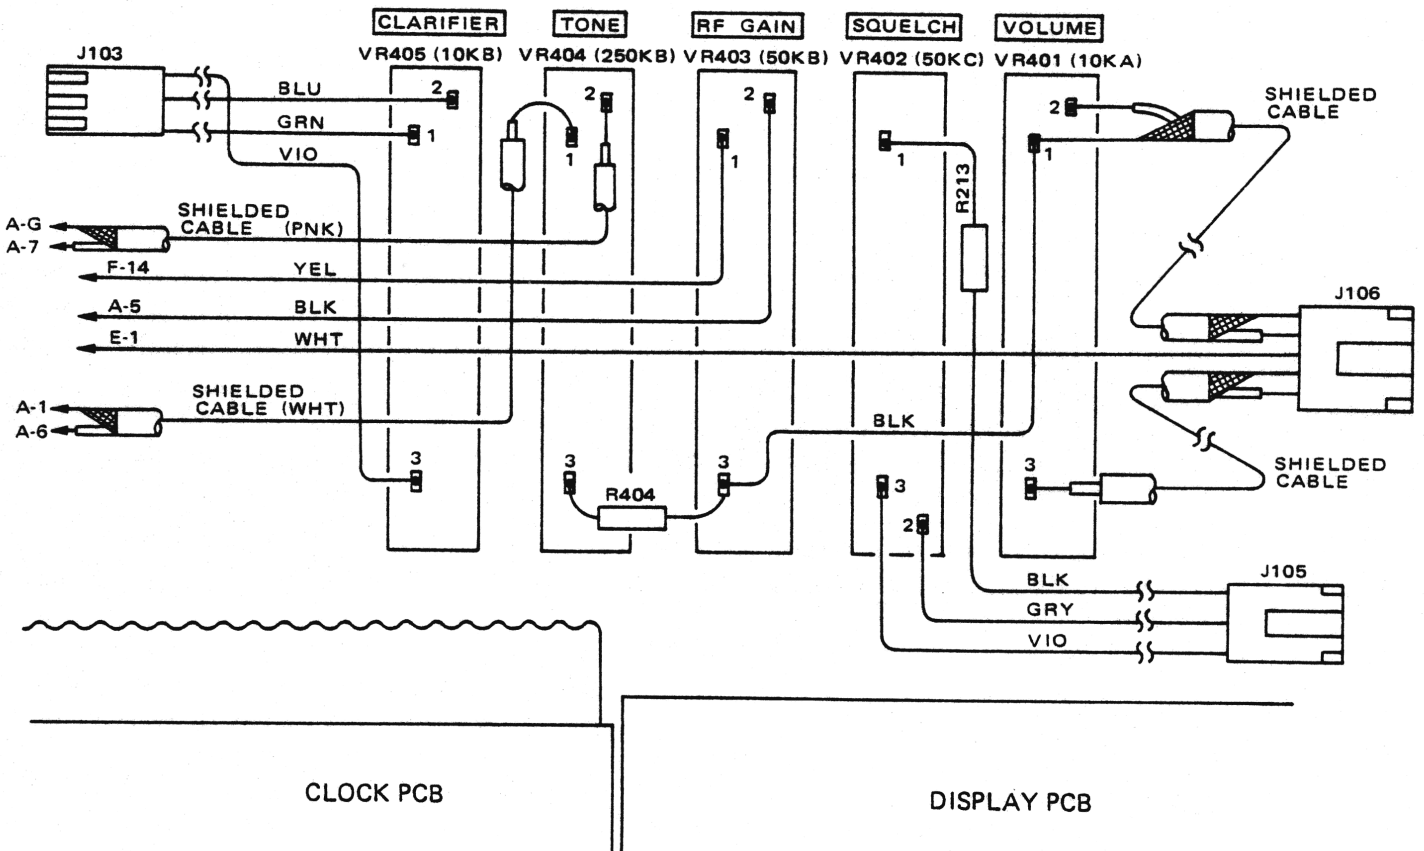 CLARIFIER
TONE
RF GAIN
SQUELCH
VOLUME
J103
VR405 (10KB)
VR404 (250KB)
VR403 (50KB)
VR402 (50KC)
VR401 (10KA)
BLU
2
2
2
2
SHIELDED
CABLE
GRN
1
1
1
1
1
VIO
R213
SHIELDED
CABLE (PNK)
A-G
A-7
F-14
YEL
A-5
BLK
J106
E-1
WHT
SHIELDED
CABLE (WHT)
A-1
A-6
BLK
3
3
3
3
3
SHIELDED
CABLE
R404
2
J105
BLK
GRY
VIO
CLOCK PCB
DISPLAY PCB